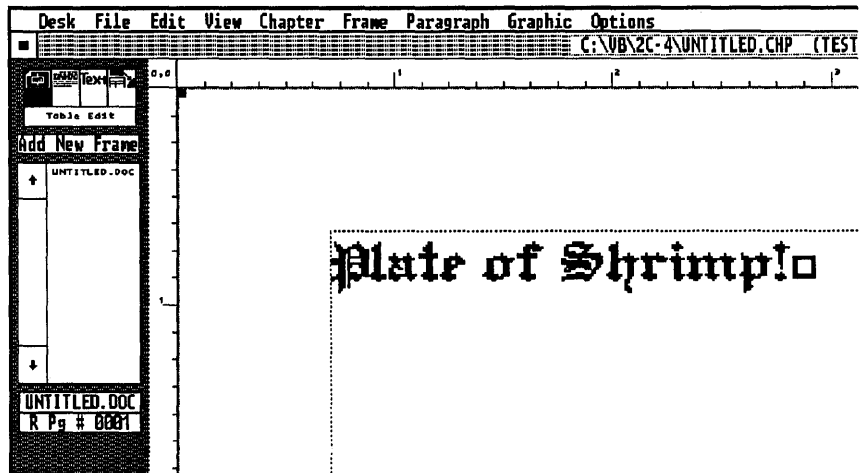 Desk File Edit View Chapter Frame Paragraph Graphic Options
C:\VB\2C-4\UNTITLED.CHP (TEST
Text
0,0
1 2 3
Table Edit
Add New Frame
UNTITLED.DOC
Plate of Shrimp!
1
UNTITLED.DOC
R Pg # 0001